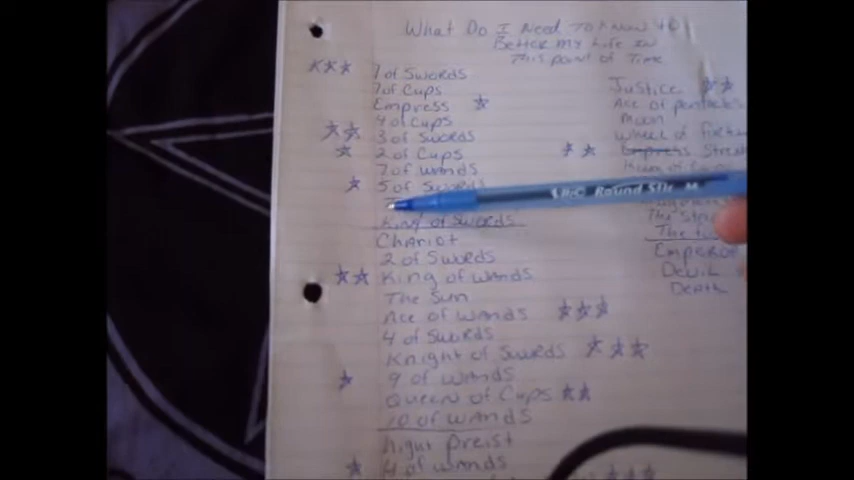 What Do I Need To Know to
Better My Life in
This point of Time
7 of Cups
Empress
4 of Cups
3 of Swords
2 of Cups
7 of Wands
5 of Swords
King of Swords
Chariot
2 of Swords
King of Wands
The Sun
Ace of Wands
4 of Swords
Knight of Swords
9 of Wands
Queen of Cups
10 of Wands
hight preist
4 of Wands
Justice
Ace of pentacles
Moon
Wheel of
Empress
Emperor
Devil
Death
BIC Round Stic M